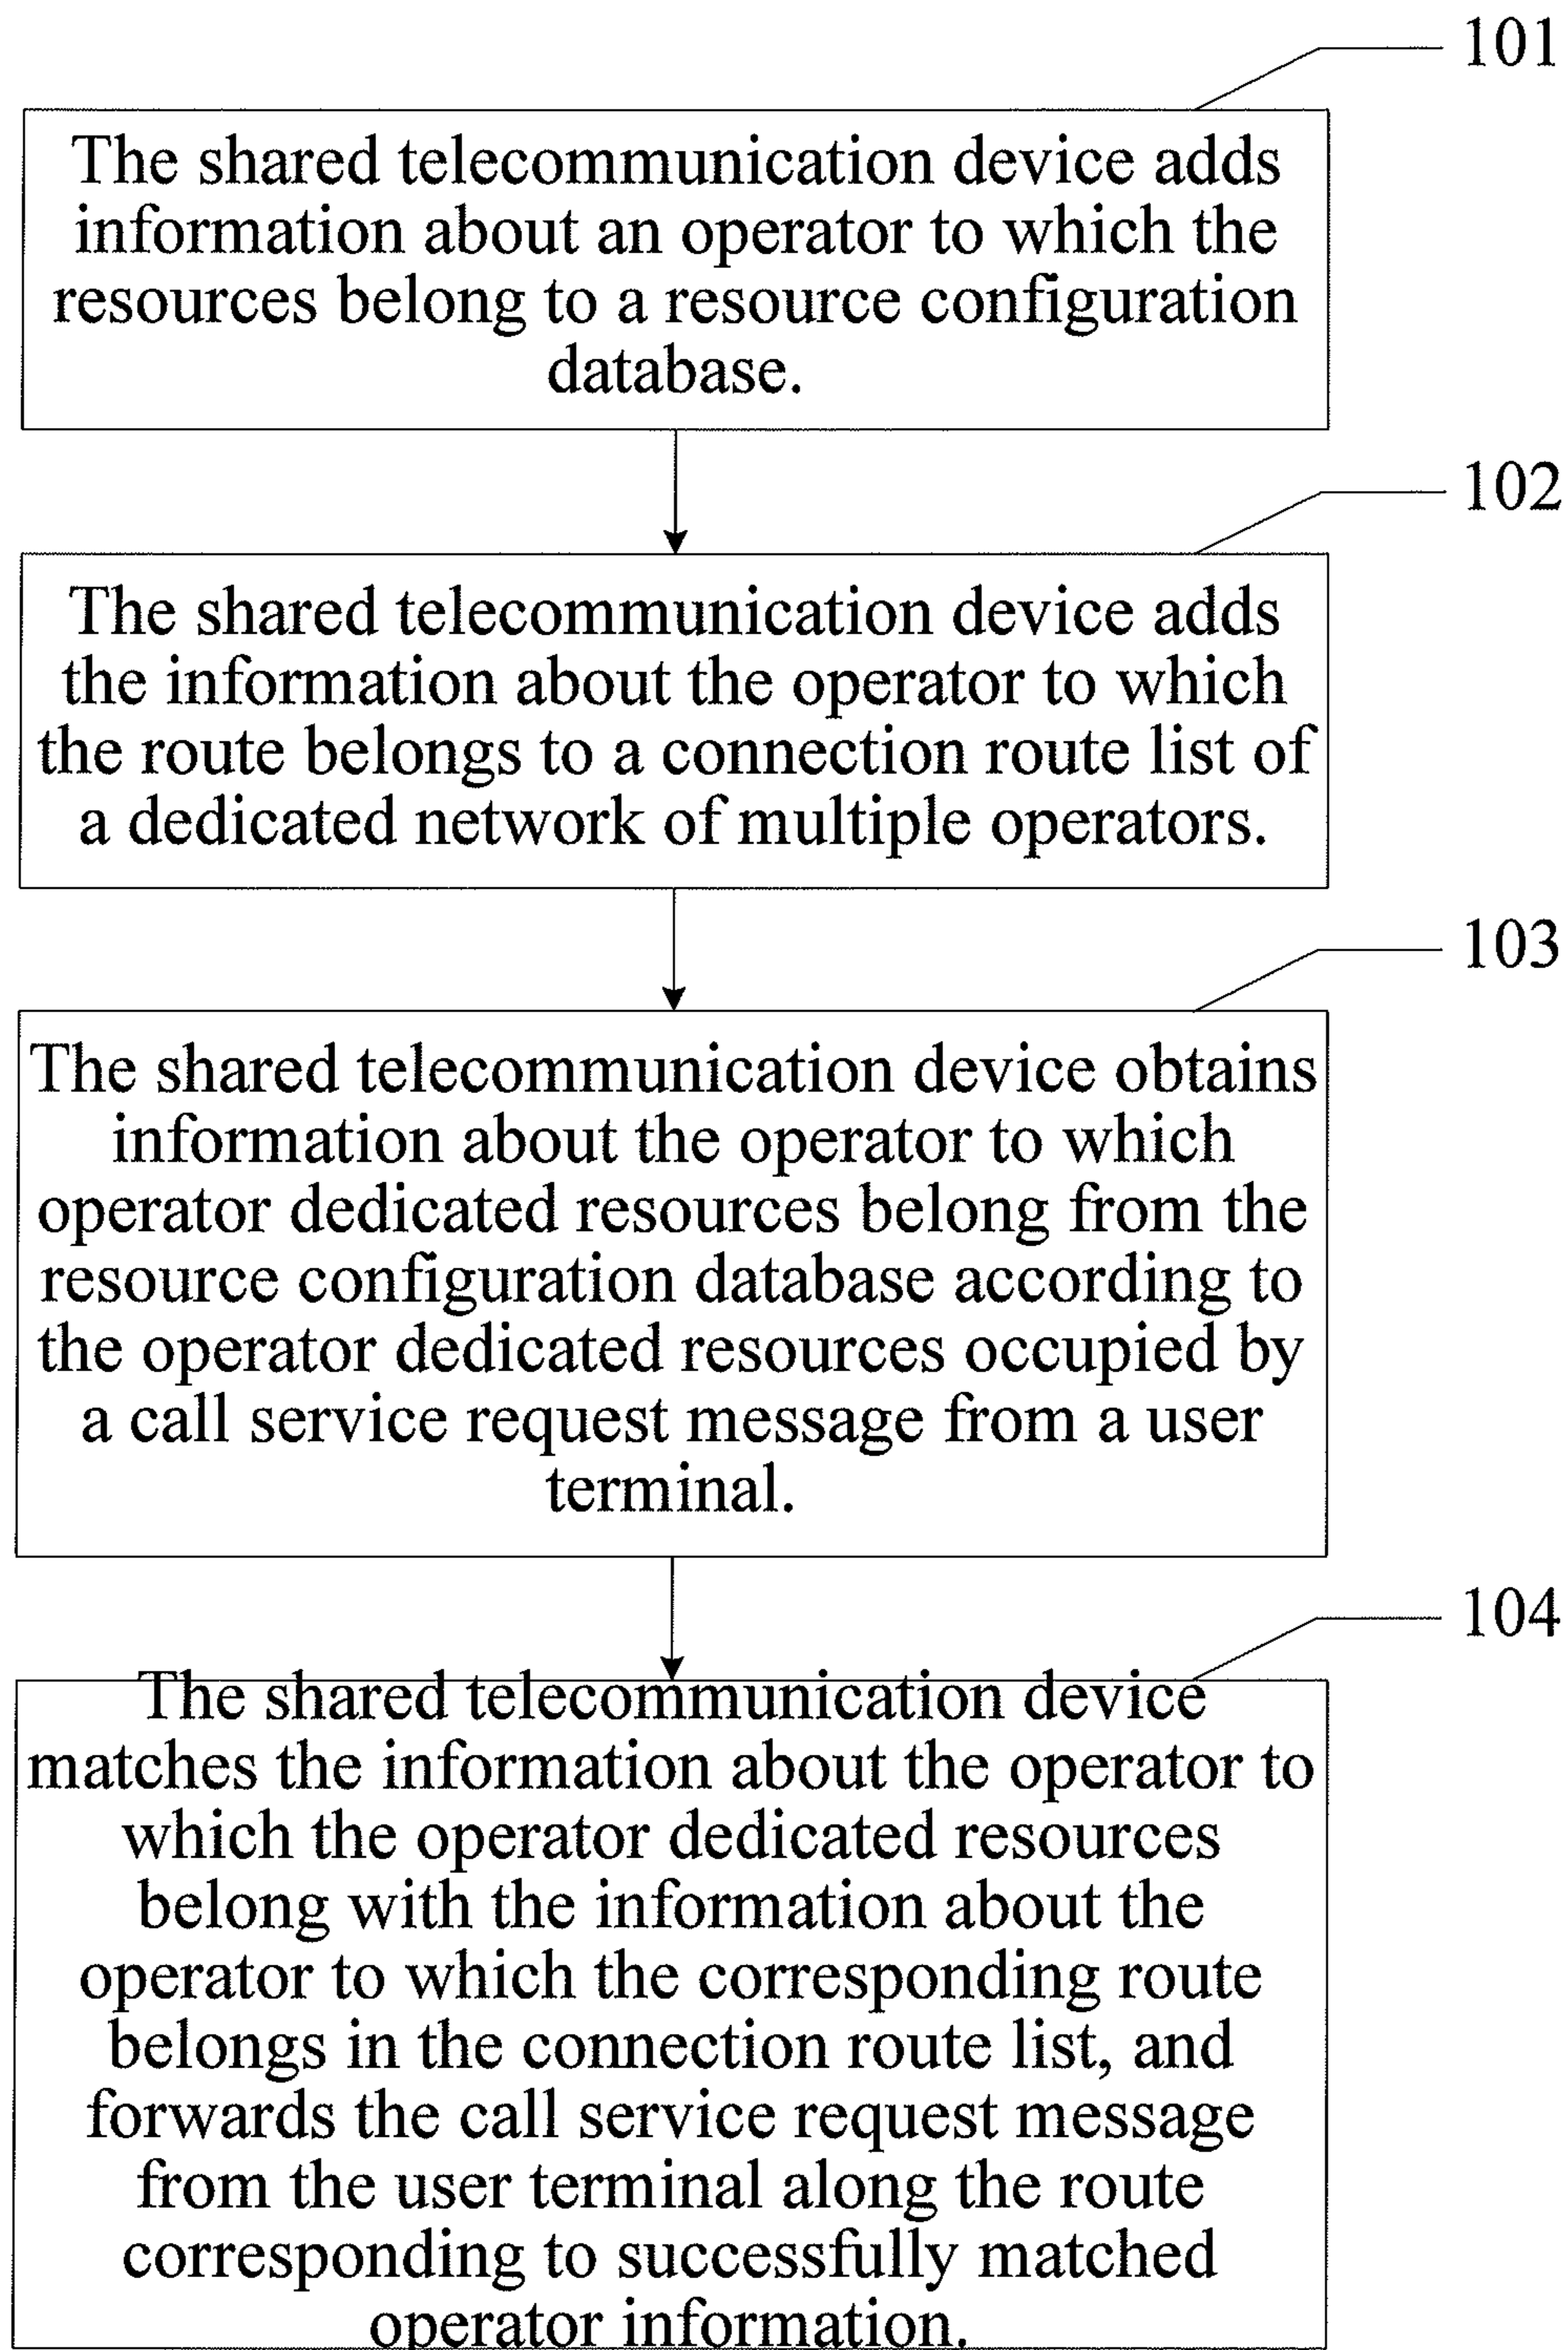 101
The shared telecommunication device adds
information about an operator to which the
resources belong to a resource configuration
database.
102
The shared telecommunication device adds
the information about the operator to which
the route belongs to a connection route list of
a dedicated network of multiple operators.
103
The shared telecommunication device obtains
information about the operator to which
operator dedicated resources belong from the
resource configuration database according to
the operator dedicated resources occupied by
a call service request message from a user
terminal.
104
The shared telecommunication device
matches the information about the operator to
which the operator dedicated resources
belong with the information about the
operator to which the corresponding route
belongs in the connection route list, and
forwards the call service request message
from the user terminal along the route
corresponding to successfully matched
operator information.